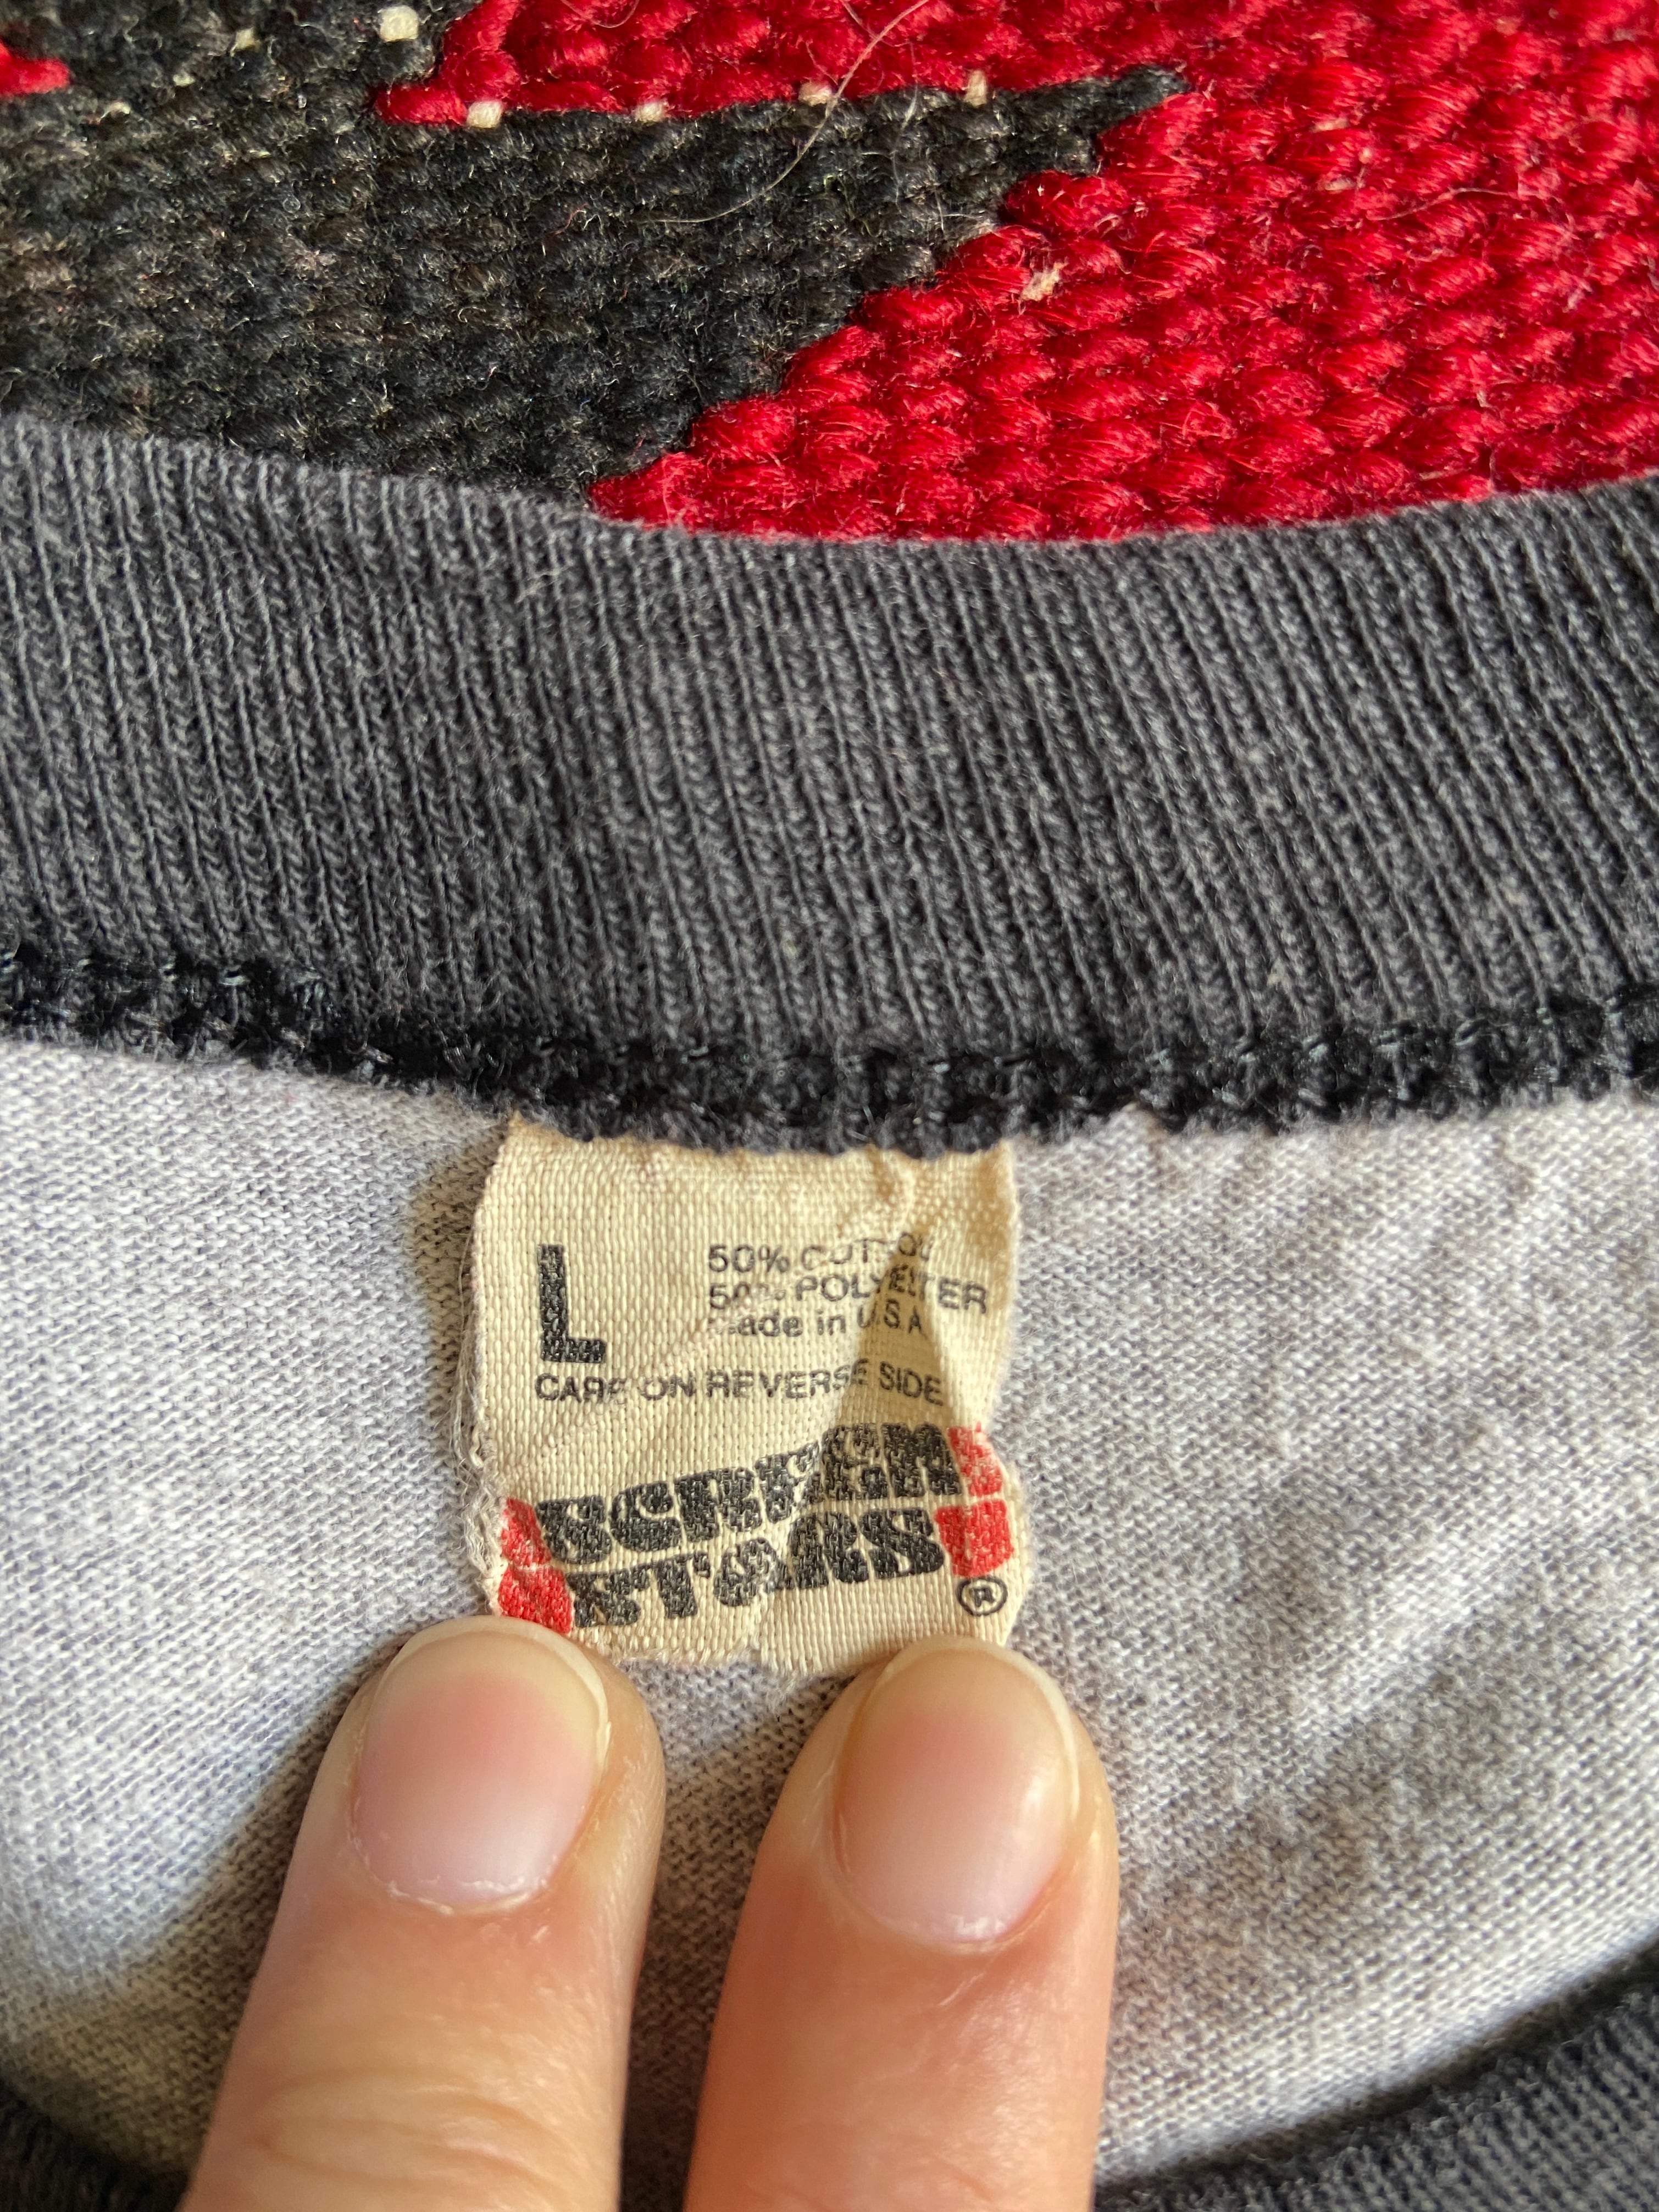 L
50% COTTON
50% POLYESTER
Made in U.S.A.
CARE ON REVERSE SIDE
SCREEN
STARS
®